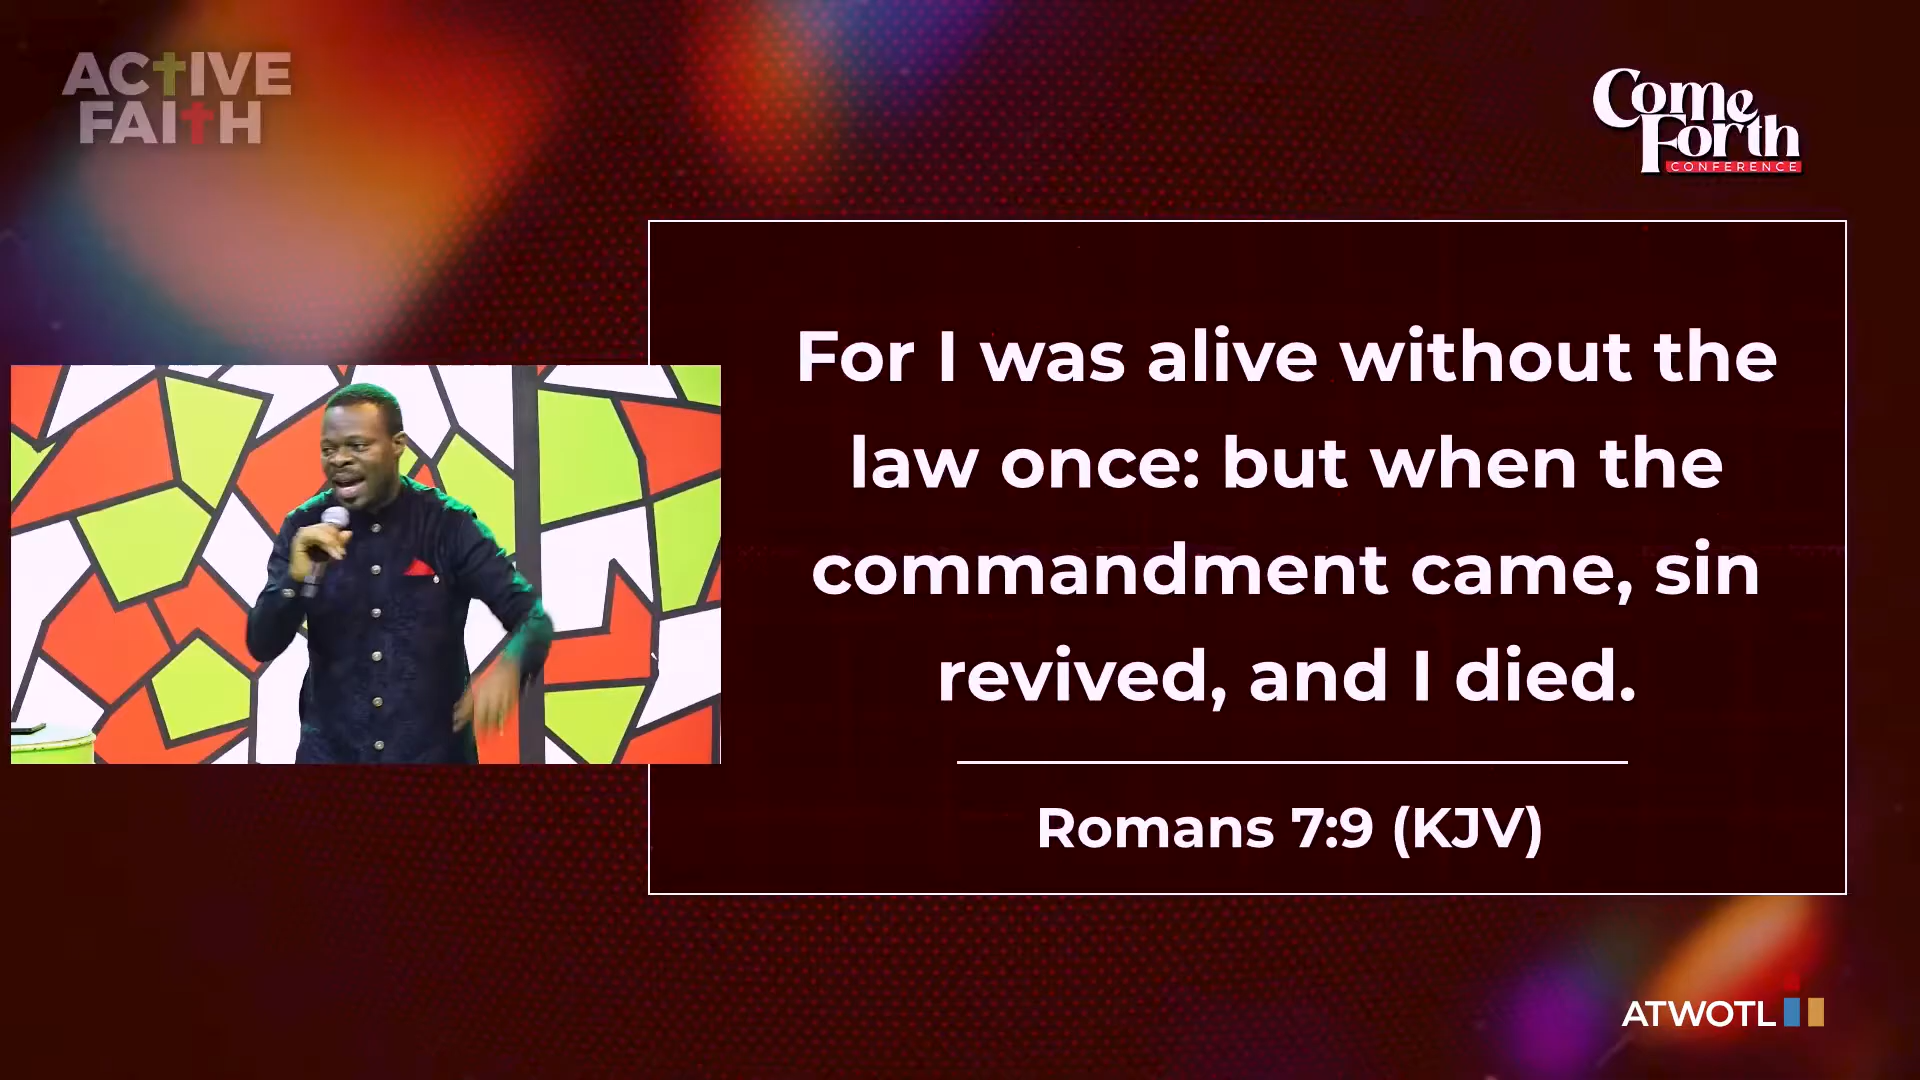 ACTIVE
FAITH
Come
Forth
CONFERENCE
For I was alive without the
law once: but when the
commandment came, sin
revived, and I died.
Romans 7:9 (KJV)
ATWOTL